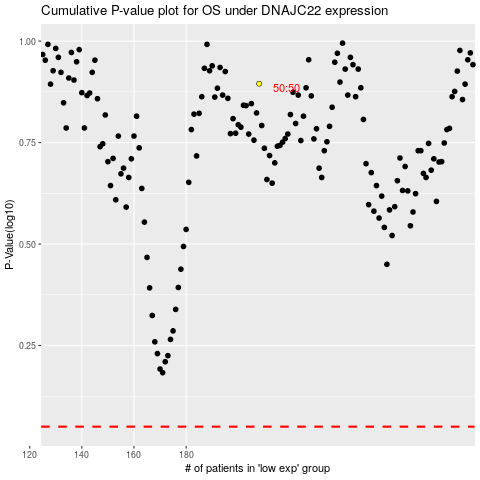 Cumulative P-value plot for OS under DNAJC22 expression
P-Value(log10)
1.00
0.75
0.50
0.25
50:50
120 140 160 180
# of patients in 'low exp' group